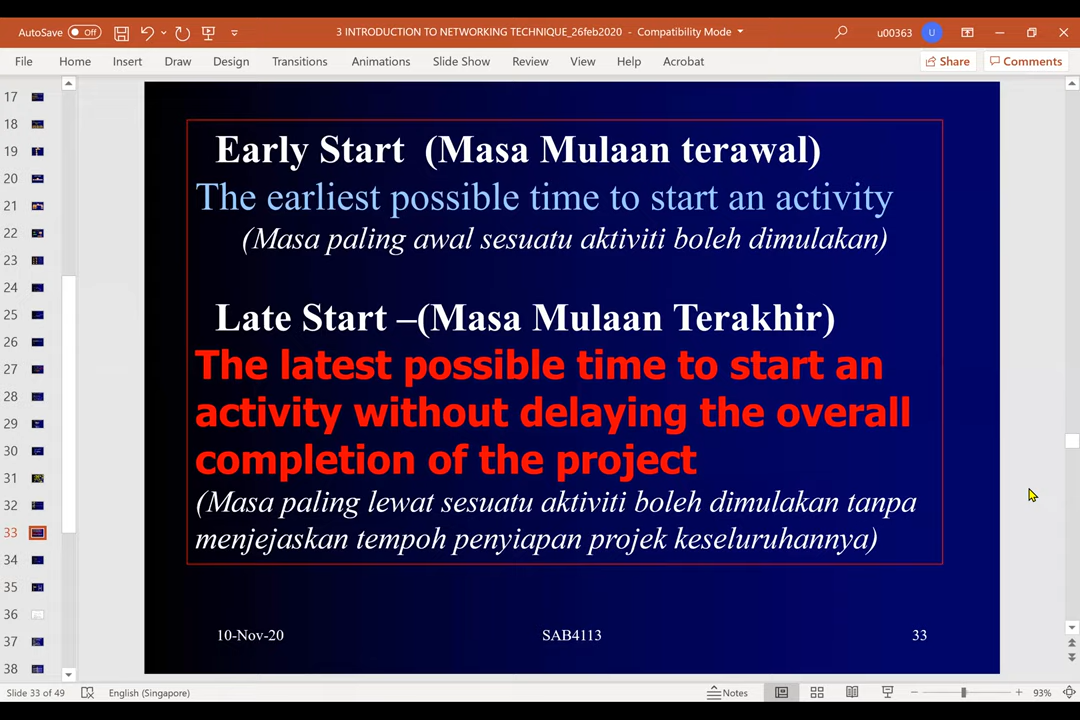 AutoSave Off 3 INTRODUCTION TO NETWORKING TECHNIQUE_26feb2020 - Compatibility Mode u00363 U
File Home Insert Draw Design Transitions Animations Slide Show Review View Help Acrobat Share Comments
17
18
19
20
21
22
23
24
25
26
27
28
29
30
31
32
33
34
35
36
37
38
Early Start (Masa Mulaan terawal)
The earliest possible time to start an activity
(Masa paling awal sesuatu aktiviti boleh dimulakan)
Late Start –(Masa Mulaan Terakhir)
The latest possible time to start an
activity without delaying the overall
completion of the project
(Masa paling lewat sesuatu aktiviti boleh dimulakan tanpa
menjejaskan tempoh penyiapan projek keseluruhannya)
10-Nov-20 SAB4113 33
Slide 33 of 49 English (Singapore) Notes 93%